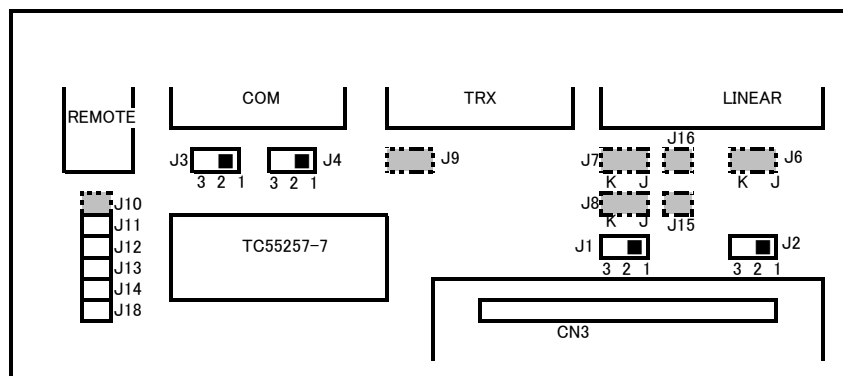 COM
TRX
LINEAR
REMOTE
J16
J3
J4
J9
J7
J6
3 2 1
3 2 1
K J
K J
J10
J8
J11
K J
J15
J12
TC55257-7
J1
J2
J13
3 2 1
3 2 1
J14
J18
CN3